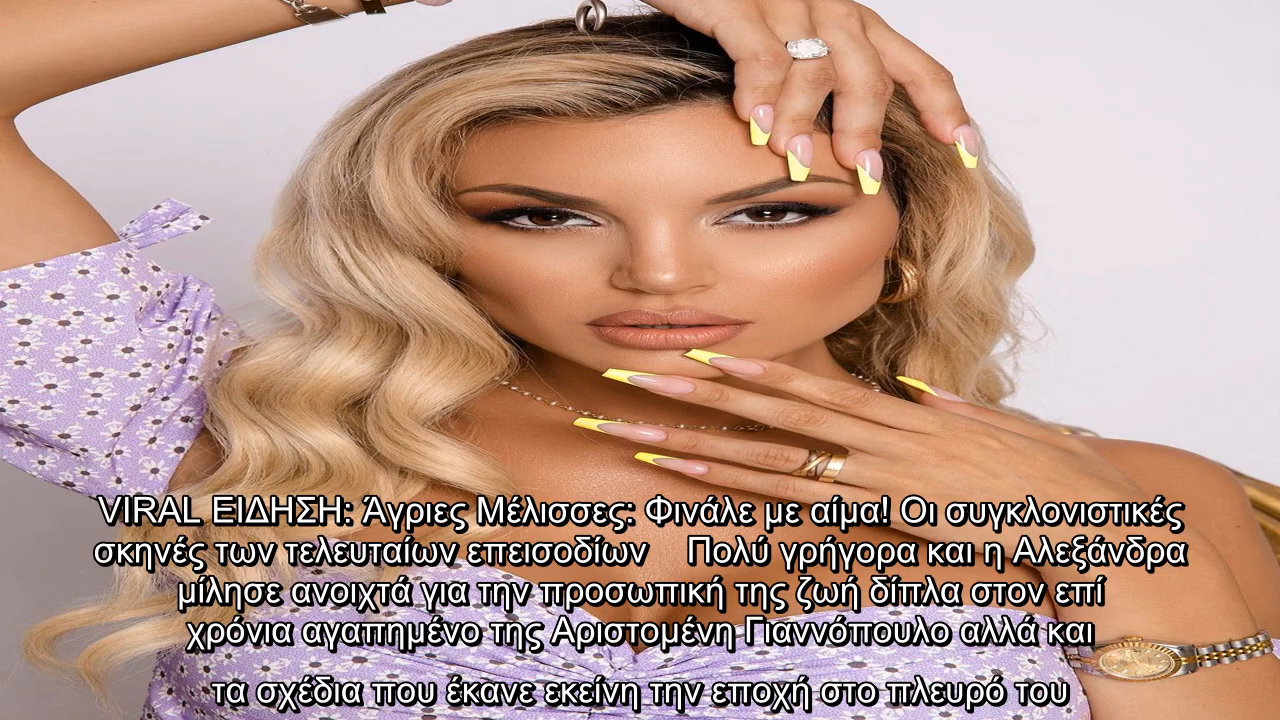 VIRAL ΕΙΔΗΣΗ: Άγριες Μέλισσες: Φινάλε με αίμα! Οι συγκλονιστικές
σκηνές των τελευταίων επεισοδίων    Πολύ γρήγορα και η Αλεξάνδρα
μίλησε ανοιχτά για την προσωπική της ζωή δίπλα στον επί
χρόνια αγαπημένο της Αριστομένη Γιαννόπουλο αλλά και
τα σχέδια που έκανε εκείνη την εποχή στο πλευρό του